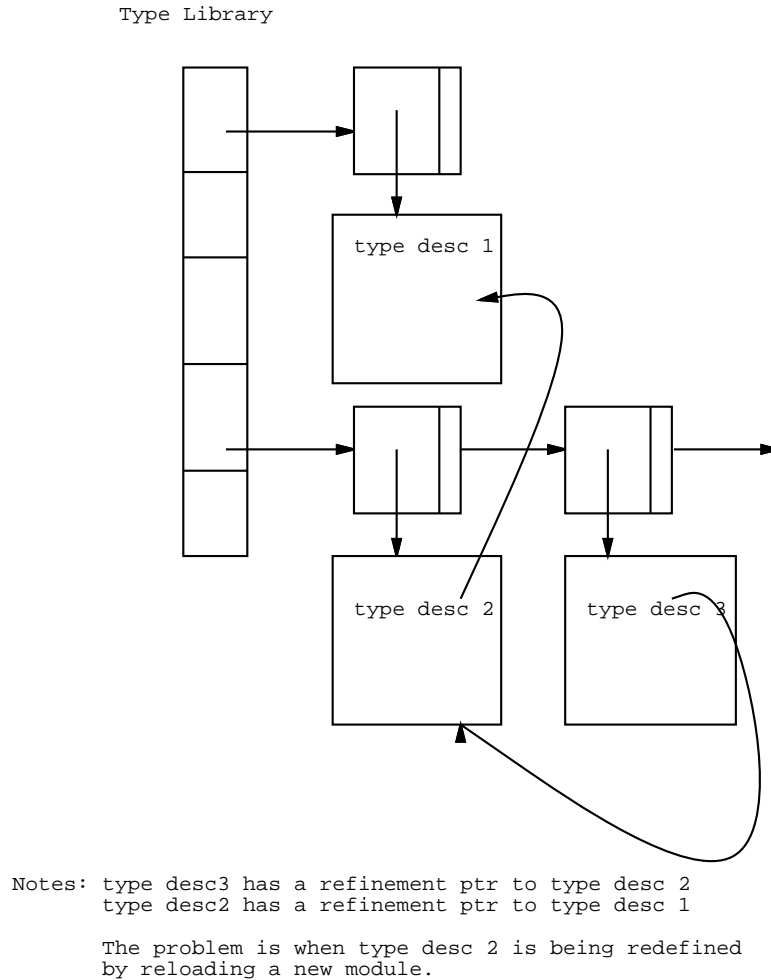 Type Library
type desc 1
type desc 2
type desc 3
Notes: type desc3 has a refinement ptr to type desc 2
type desc2 has a refinement ptr to type desc 1
The problem is when type desc 2 is being redefined
by reloading a new module.